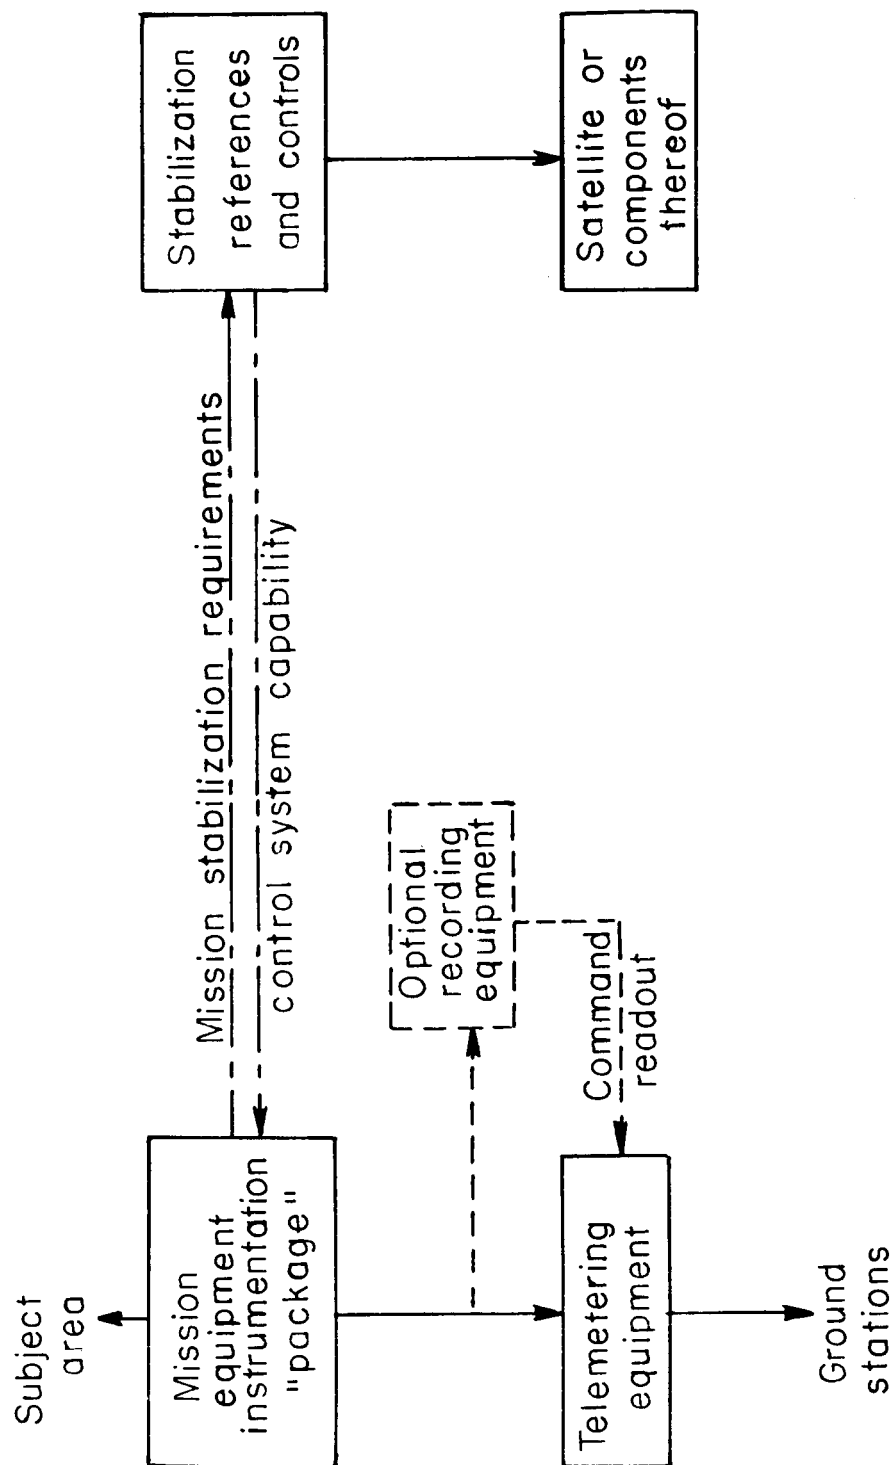 Subject
area
Mission
equipment
instrumentation
"package"
Mission stabilization requirements
control system capability
Stabilization
references
and controls
Optional
recording
equipment
Command
readout
Telemetering
equipment
Satellite or
components
thereof
Ground
stations